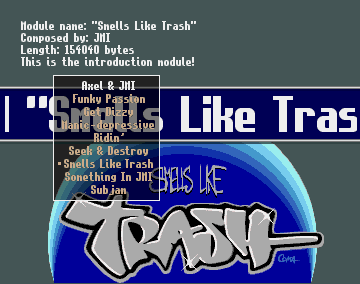 Module name: "Smells Like Trash"
Composed by: JMI
Length: 154040 bytes
This is the introduction module!
Axel & JMI
Funky Passion
Get Dizzy
Manic-depressive
Ridin'
Seek & Destroy
•Smells Like Trash
Something In JMI
Subjan
| "Smells Like Tras
SMELLS LIKE
TRASH